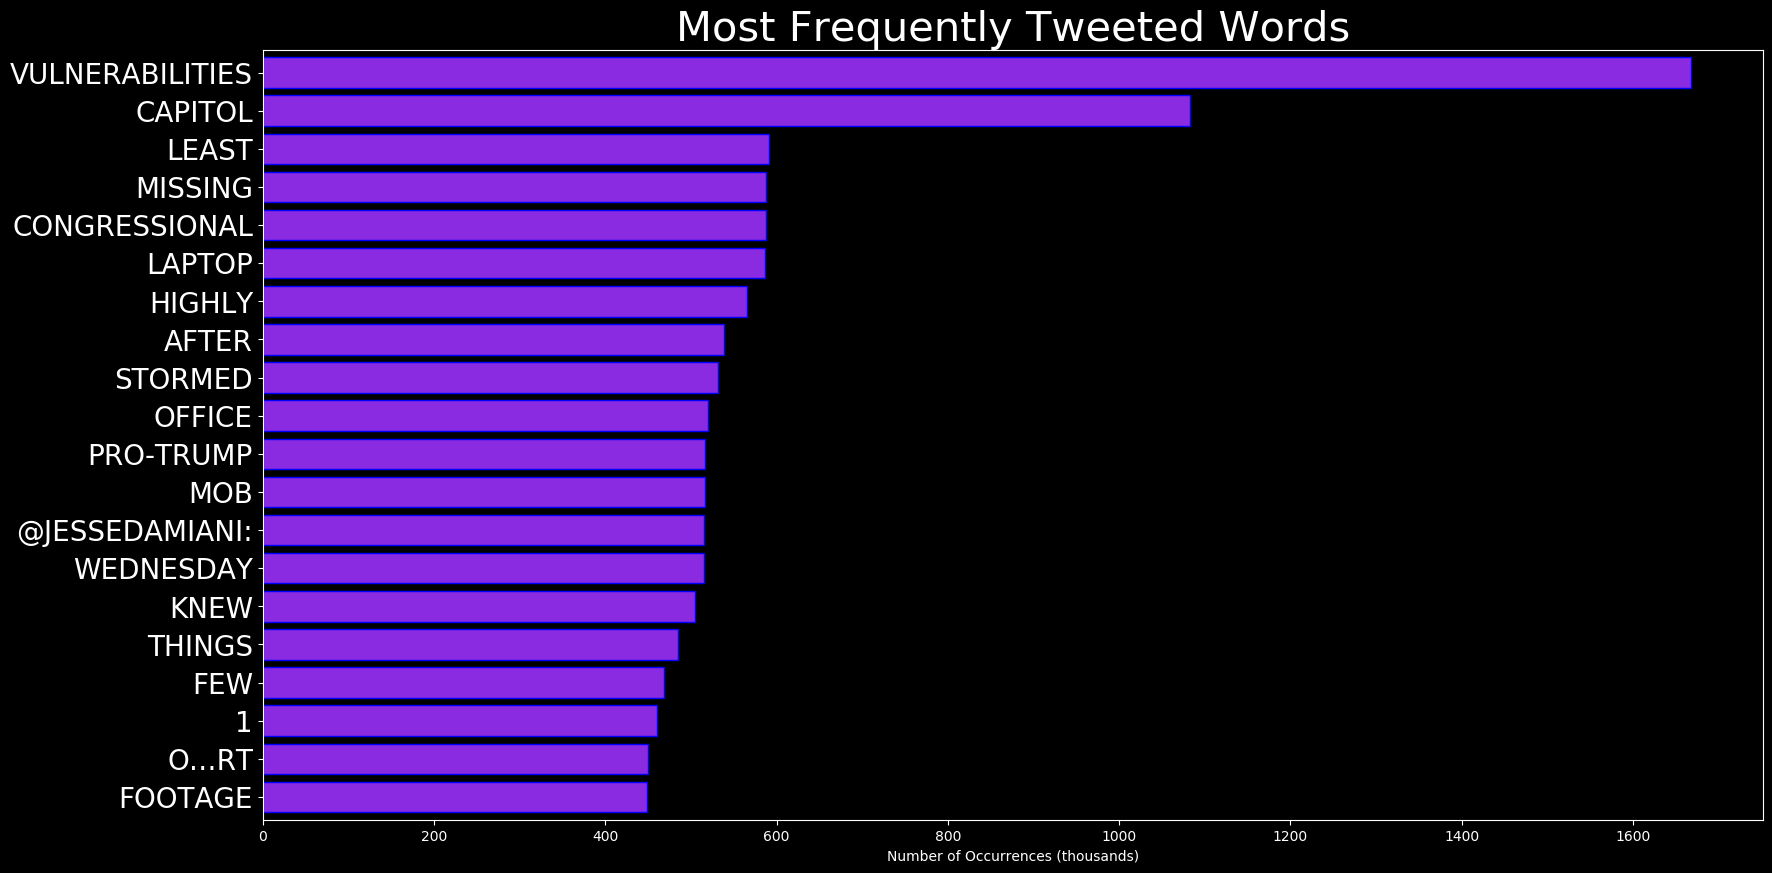 Most Frequently Tweeted Words
VULNERABILITIES
CAPITOL
LEAST
MISSING
CONGRESSIONAL
LAPTOP
HIGHLY
AFTER
STORMED
OFFICE
PRO-TRUMP
MOB
@JESSEDAMIANI:
WEDNESDAY
KNEW
THINGS
FEW
1
O…RT
FOOTAGE
0 200 400 600 800 1000 1200 1400 1600
Number of Occurrences (thousands)